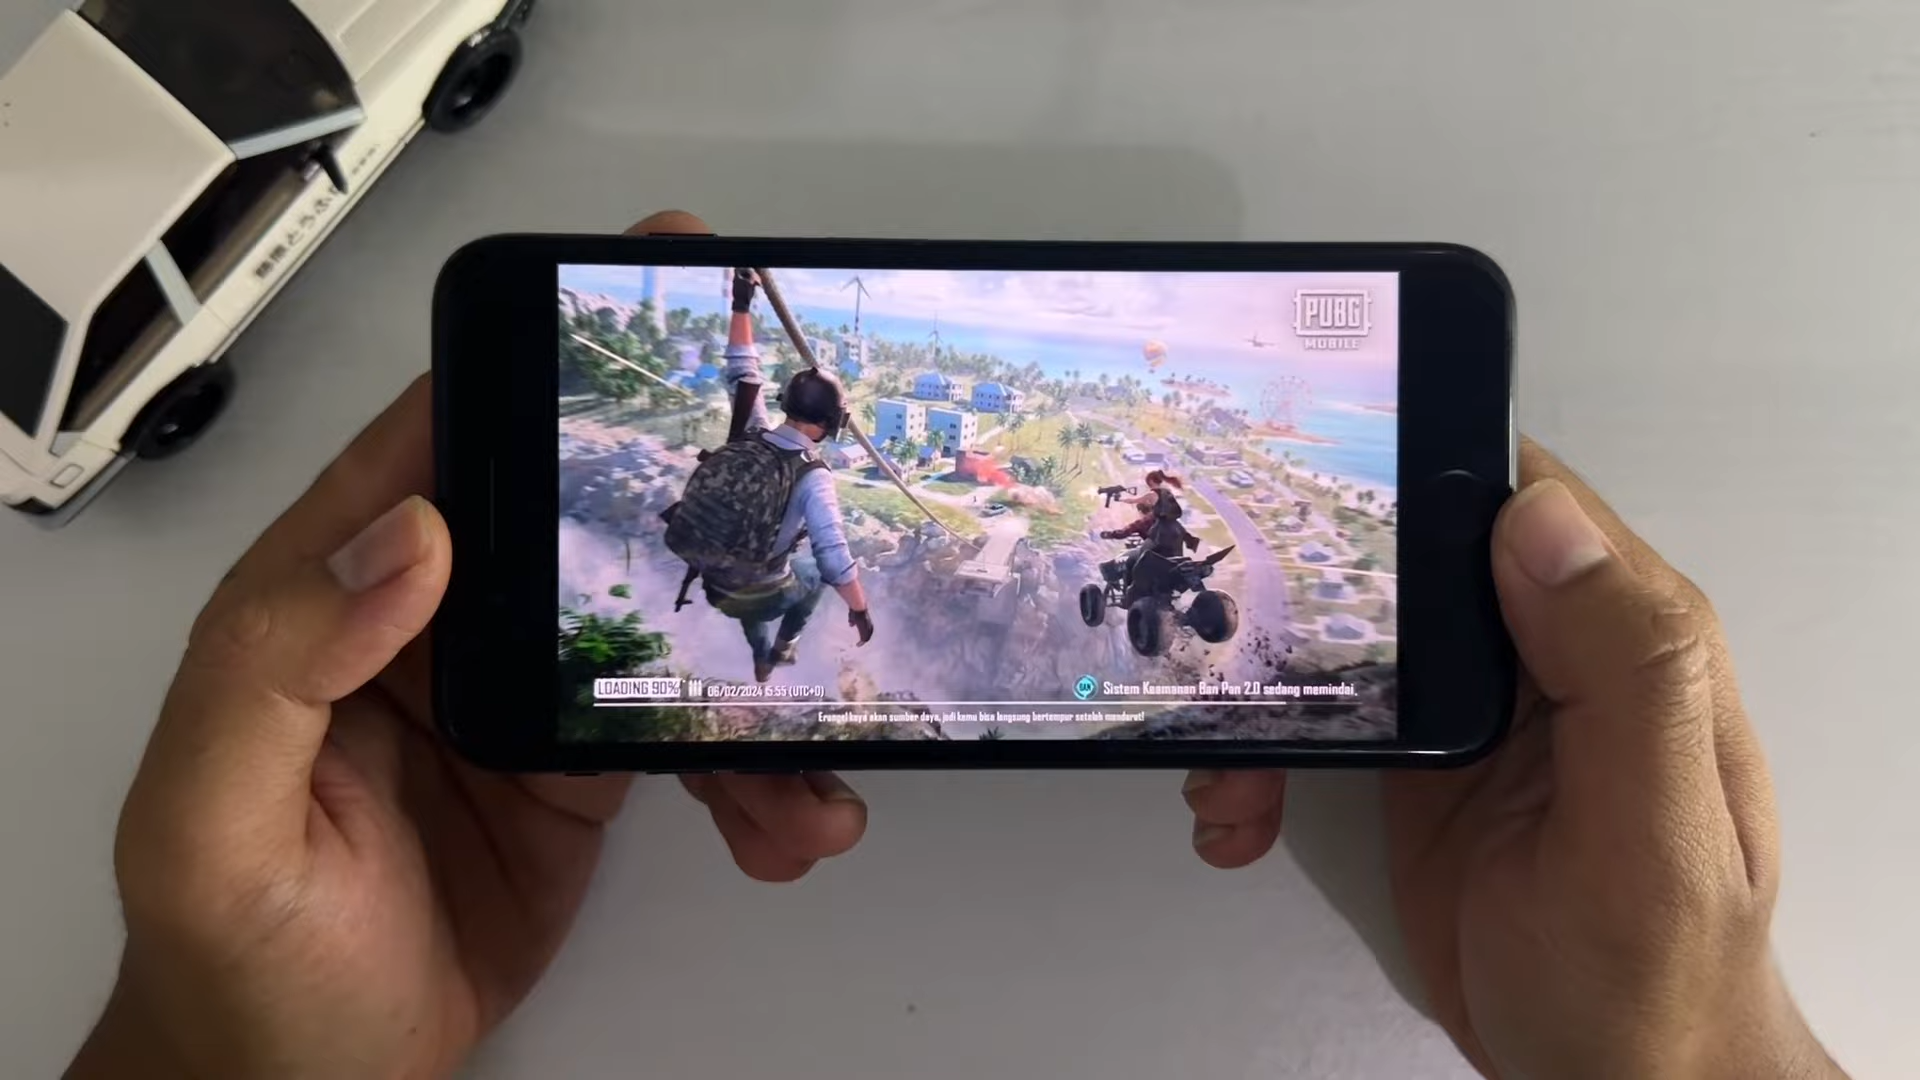 PUBG
MOBILE
LOADING 90%
06/02/2024 15:55 (UTC+0)
BAN
Sistem Keamanan Ban Pan 2.0 sedang memindai.
Erangel kaya akan sumber daya, jadi kamu bisa langsung bertempur setelah mendarat!